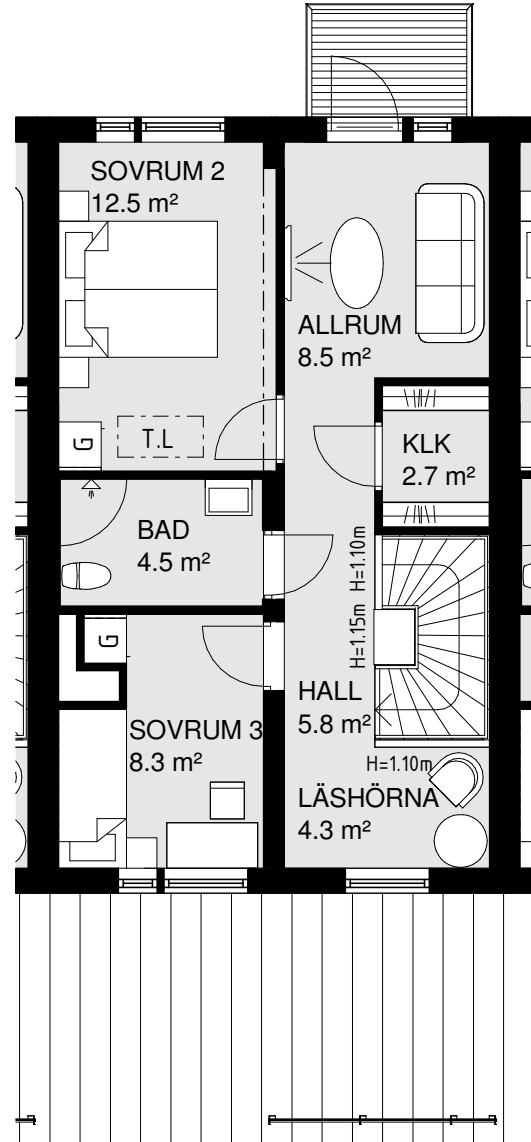 SOVRUM 2
12.5 m²
ALLRUM
8.5 m²
G
T.L
KLK
2.7 m²
BAD
4.5 m²
H=1.10m
H=1.15m
G
HALL
5.8 m²
SOVRUM 3
8.3 m²
H=1.10m
LÄSHÖRNA
4.3 m²